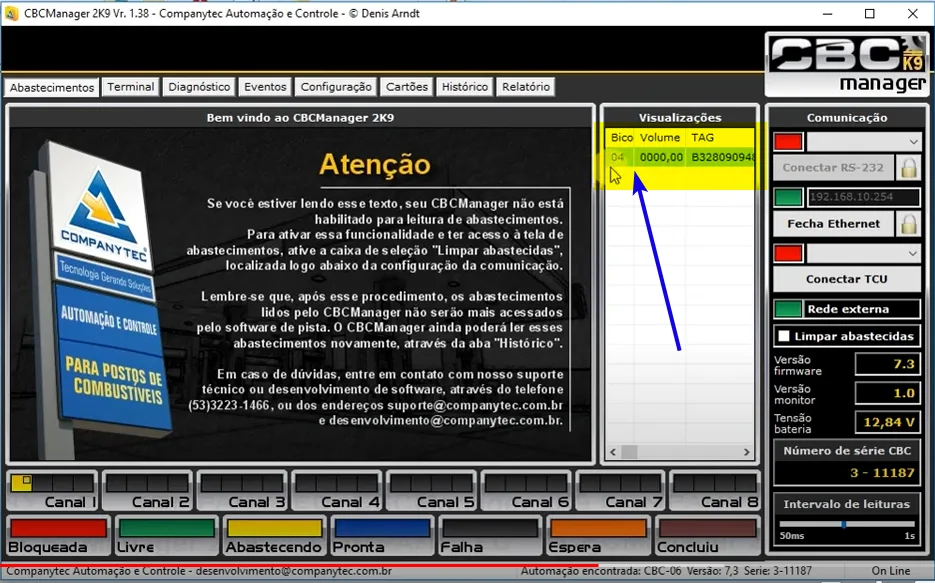 CBCManager 2K9 Vr. 1.38 - Companytec Automação e Controle - © Denis Arndt
CBC
K9
manager
Abastecimentos Terminal Diagnóstico Eventos Configuração Cartões Histórico Relatório
Bem vindo ao CBCManager 2K9
Atenção
Se você estiver lendo esse texto, seu CBCManager não está
habilitado para leitura de abastecimentos.
Para ativar essa funcionalidade e ter acesso à tela de
abastecimentos, ative a caixa de seleção "Limpar abastecidas",
localizada logo abaixo da configuração da comunicação.
Lembre-se que, após esse procedimento, os abastecimentos
lidos pelo CBCManager não serão mais acessados
pelo software de pista. O CBCManager ainda poderá ler esses
abastecimentos novamente, através da aba "Histórico".
Em caso de dúvidas, entre em contato com nosso suporte
técnico ou desenvolvimento de software, através do telefone
(53)3223-1466, ou dos endereços suporte@companytec.com.br
e desenvolvimento@companytec.com.br.
COMPANYTEC
Tecnologia Gerando Soluções
AUTOMAÇÃO E CONTROLE
PARA POSTOS DE
COMBUSTÍVEIS
Visualizações
Bico Volume TAG
04 0000,00 B32809094
Comunicação
Conectar RS-232
192.168.10.254
Fecha Ethernet
Conectar TCU
Rede externa
Limpar abastecidas
Versão
firmware
7.3
Versão
monitor
1.0
Tensão
bateria
12,84 V
Número de série CBC
3 - 11187
Intervalo de leituras
50ms 1s
Canal 1 Canal 2 Canal 3 Canal 4 Canal 5 Canal 6 Canal 7 Canal 8
Bloqueada Livre Abastecendo Pronta Falha Espera Concluiu
Companytec Automação e Controle - desenvolvimento@companytec.com.br Automação encontrada: CBC-06 Versão: 7,3 Serie: 3-11187 On Line